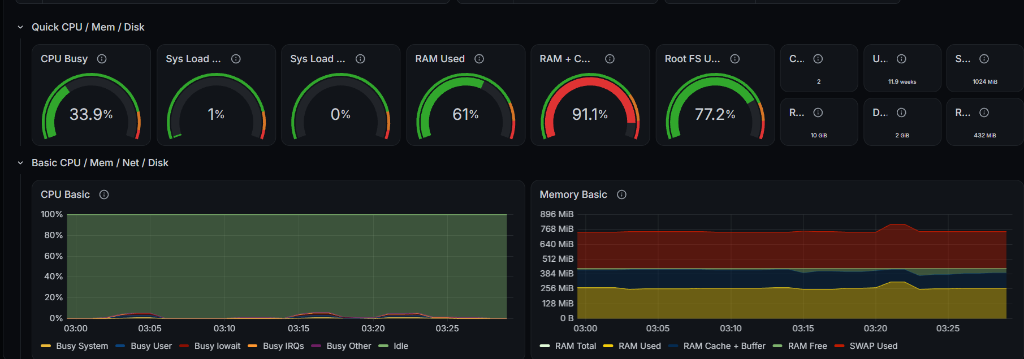 Quick CPU / Mem / Disk
CPU Busy
Sys Load ...
Sys Load ...
RAM Used
RAM + C...
Root FS U...
C...
U...
S...
33.9%
1%
0%
61%
91.1%
77.2%
2
11.9 weeks
1024 MiB
R...
D...
R...
10 GiB
2 GiB
432 MiB
Basic CPU / Mem / Net / Disk
CPU Basic
100%
80%
60%
40%
20%
0%
03:00 03:05 03:10 03:15 03:20 03:25
Busy System Busy User Busy Iowait Busy IRQs Busy Other Idle
Memory Basic
896 MiB
768 MiB
640 MiB
512 MiB
384 MiB
256 MiB
128 MiB
0 B
03:00 03:05 03:10 03:15 03:20 03:25
RAM Total RAM Used RAM Cache + Buffer RAM Free SWAP Used